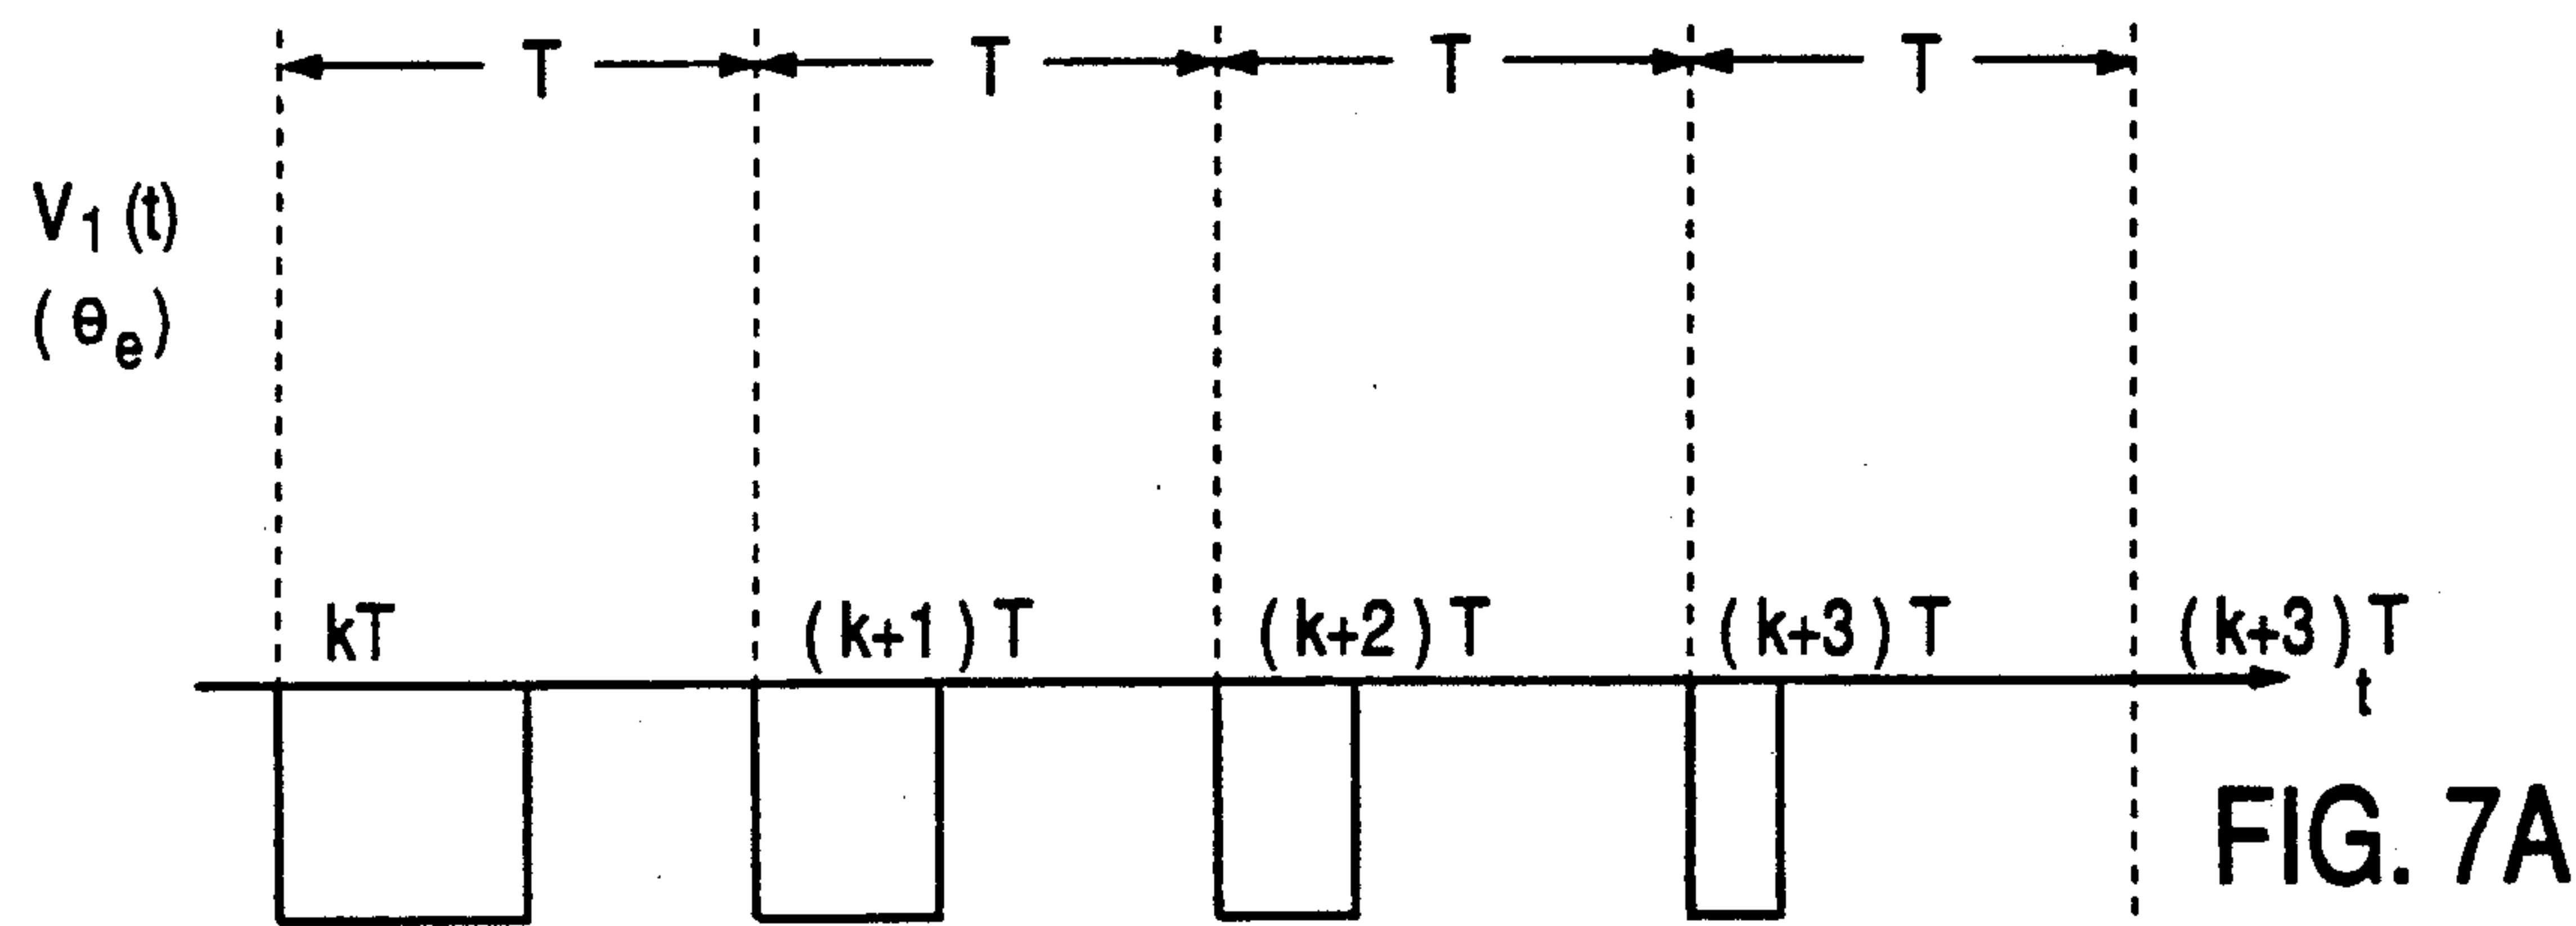 T T T T
V1 (t)
(θe)
kT (k+1)T (k+2)T (k+3)T (k+3)T
t
FIG. 7A